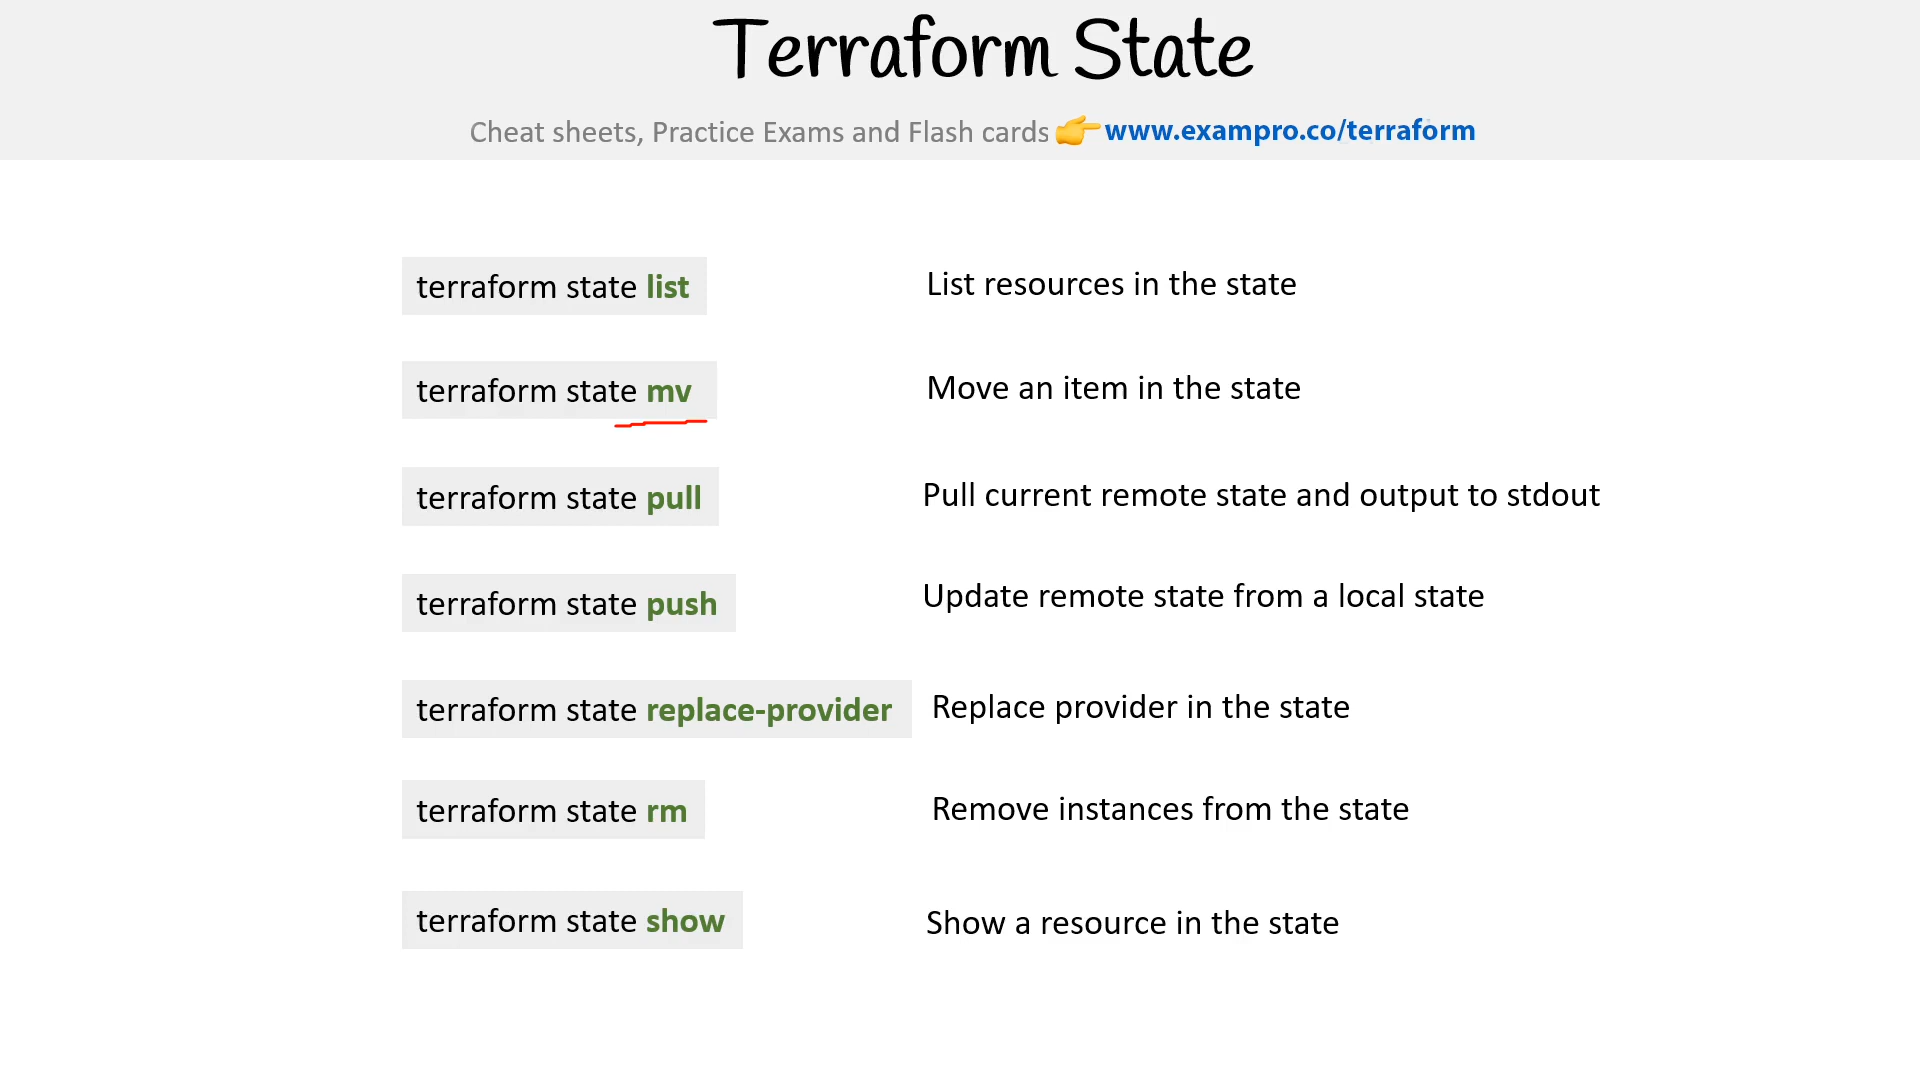 Terraform State
Cheat sheets, Practice Exams and Flash cards 👉 www.exampro.co/terraform
terraform state list
List resources in the state
terraform state mv
Move an item in the state
terraform state pull
Pull current remote state and output to stdout
terraform state push
Update remote state from a local state
terraform state replace-provider
Replace provider in the state
terraform state rm
Remove instances from the state
terraform state show
Show a resource in the state